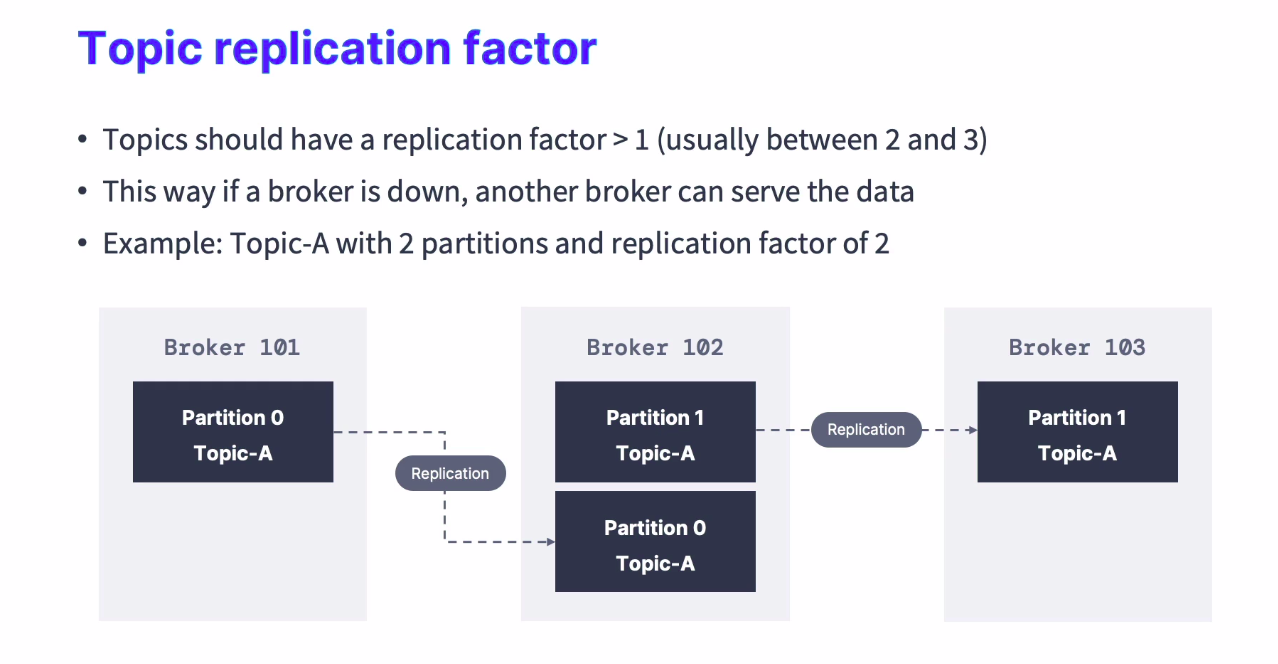 Topic replication factor
• Topics should have a replication factor > 1 (usually between 2 and 3)
• This way if a broker is down, another broker can serve the data
• Example: Topic-A with 2 partitions and replication factor of 2
Broker 101
Partition 0
Topic-A
Replication
Broker 102
Partition 1
Topic-A
Partition 0
Topic-A
Replication
Broker 103
Partition 1
Topic-A